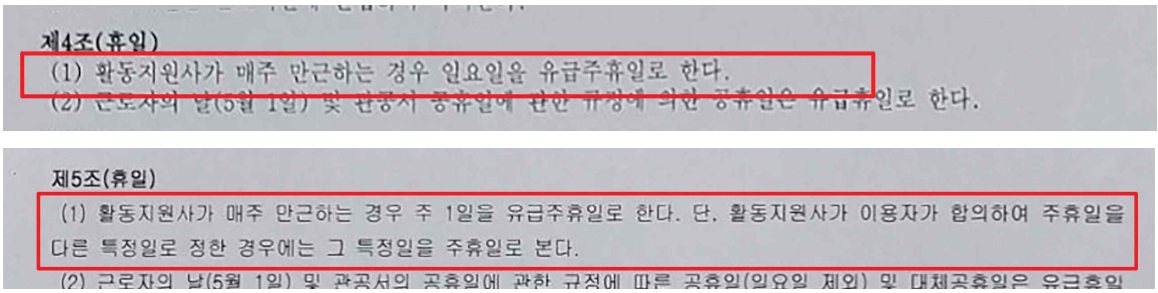 제4조(휴일)
(1) 활동지원사가 매주 만근하는 경우 일요일을 유급주휴일로 한다.
(2) 근로자의 날(5월 1일) 및 관공서 공휴일에 관한 규정에 의한 공휴일은 유급휴일로 한다.
제5조(휴일)
(1) 활동지원사가 매주 만근하는 경우 주 1일을 유급주휴일로 한다. 단, 활동지원사가 이용자가 합의하여 주휴일을
다른 특정일로 정한 경우에는 그 특정일을 주휴일로 본다.
(2) 근로자의 날(5월 1일) 및 관공서의 공휴일에 관한 규정에 따른 공휴일(일요일 제외) 및 대체공휴일은 유급휴일